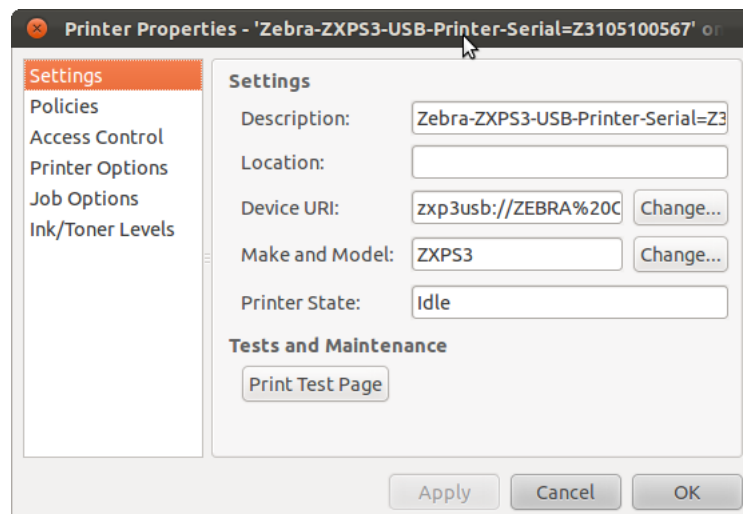 Printer Properties - 'Zebra-ZXPS3-USB-Printer-Serial=Z3105100567' on
Settings
Policies
Access Control
Printer Options
Job Options
Ink/Toner Levels
Settings
Description: Zebra-ZXPS3-USB-Printer-Serial=Z3
Location:
Device URI: zxp3usb://ZEBRA%20C Change...
Make and Model: ZXPS3 Change...
Printer State: Idle
Tests and Maintenance
Print Test Page
Apply Cancel OK